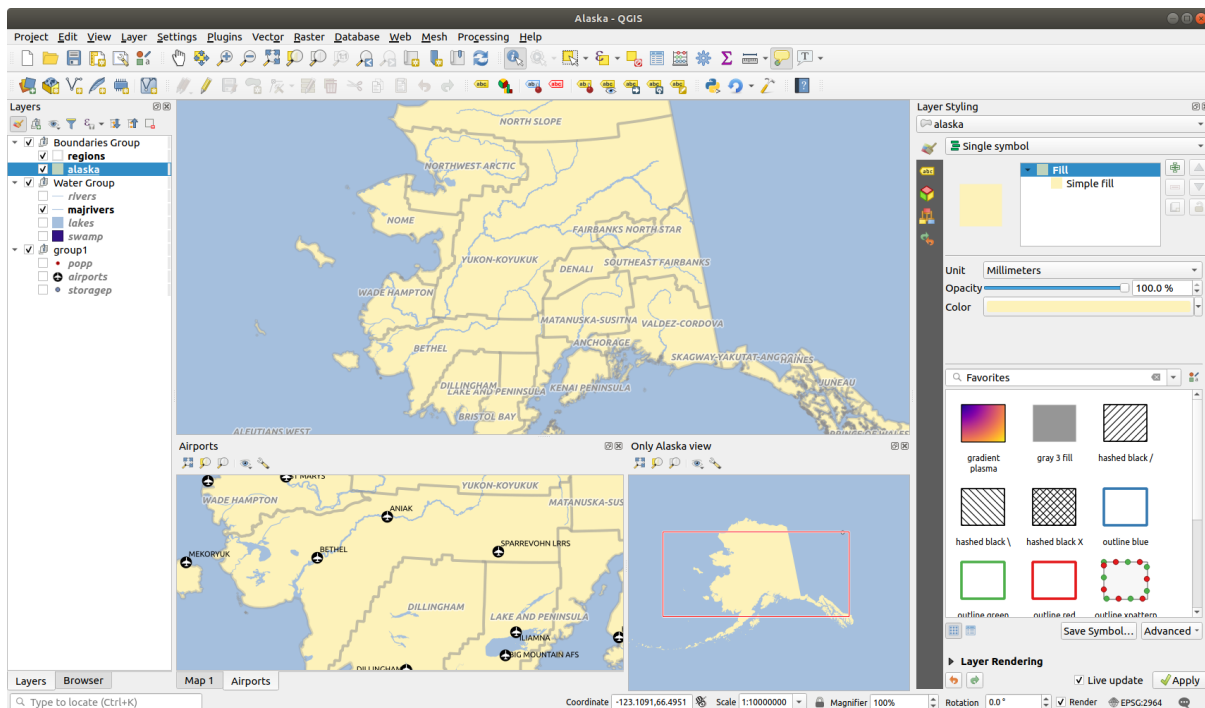 Alaska - QGIS
Project Edit View Layer Settings Plugins Vector Raster Database Web Mesh Processing Help
Layers
Boundaries Group
regions
alaska
Water Group
rivers
majrivers
lakes
swamp
group1
popp
airports
storagep
Layers Browser
NORTH SLOPE
NORTHWEST ARCTIC
NOME
FAIRBANKS NORTH STAR
YUKON-KOYUKUK
SOUTHEAST FAIRBANKS
DENALI
WADE HAMPTON
MATANUSKA-SUSITNA
VALDEZ-CORDOVA
BETHEL
ANCHORAGE
SKAGWAY-YAKUTAT-ANGOON
HAINES
DILLINGHAM
LAKE AND PENINSULA
KENAI PENINSULA
JUNEAU
BRISTOL BAY
ALEUTIANS WEST
PRINCE OF WALES
Airports
T MARYS
YUKON-KOYUKUK
WADE HAMPTON
MATANUSKA-SUS
ANIAK
BETHEL
SPARREVOHN LRRS
MEKORYUK
DILLINGHAM
LAKE AND PENINSULA
ILIAMNA
BIG MOUNTAIN AFS
DILLINGHAM
Map 1 Airports
Only Alaska view
Layer Styling
alaska
Single symbol
Fill
Simple fill
Unit Millimeters
Opacity 100.0 %
Color
Favorites
gradient plasma
gray 3 fill
hashed black /
hashed black \
hashed black X
outline blue
outline green
outline red
outline xpattern
Save Symbol... Advanced
Layer Rendering
Live update Apply
Type to locate (Ctrl+K)
Coordinate -123.1091,66.4951 Scale 1:10000000 Magnifier 100% Rotation 0.0° Render EPSG:2964